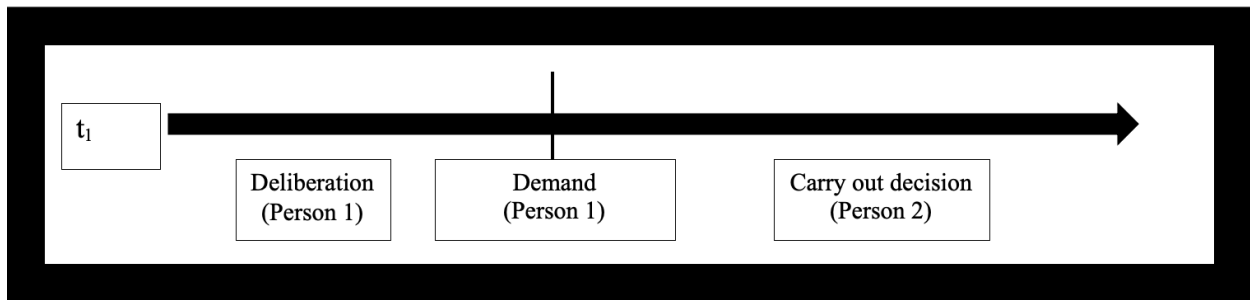 t₁
Deliberation
(Person 1)
Demand
(Person 1)
Carry out decision
(Person 2)